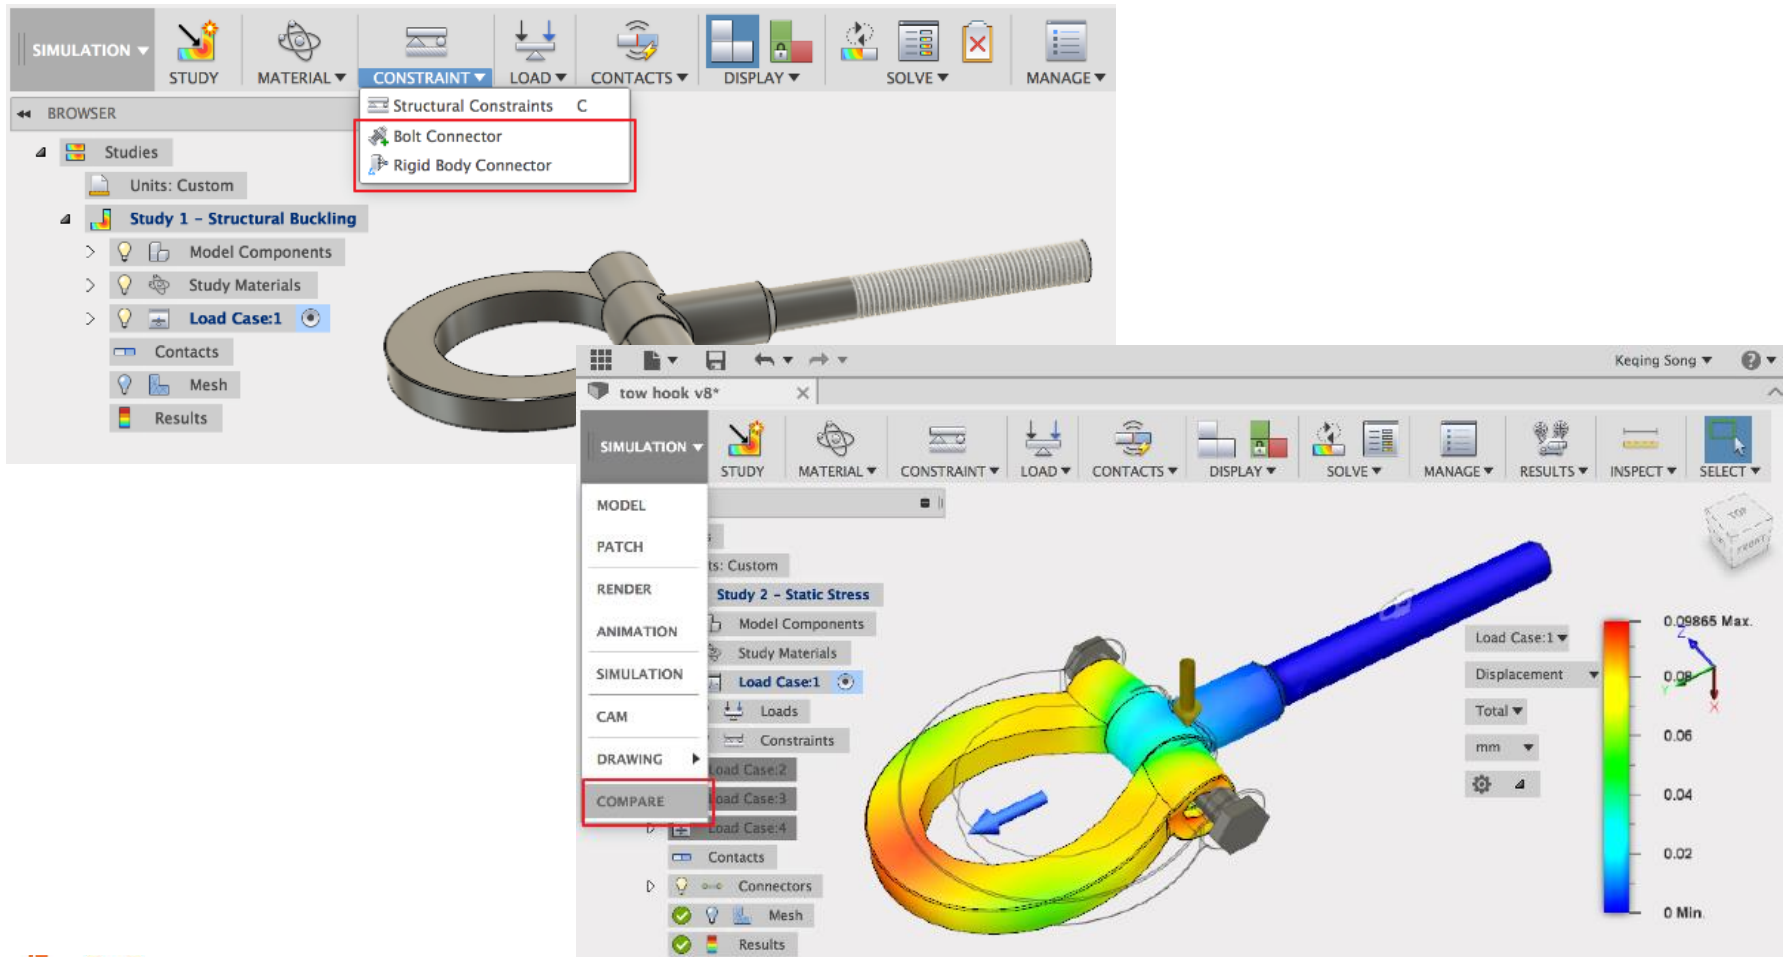 SIMULATION
STUDY
MATERIAL
CONSTRAINT
LOAD
CONTACTS
DISPLAY
SOLVE
MANAGE
BROWSER
Structural Constraints C
Bolt Connector
Rigid Body Connector
Studies
Units: Custom
Study 1 - Structural Buckling
Model Components
Study Materials
Load Case:1
Contacts
Mesh
Results
Keqing Song
tow hook v8*
SIMULATION
STUDY
MATERIAL
CONSTRAINT
LOAD
CONTACTS
DISPLAY
SOLVE
MANAGE
RESULTS
INSPECT
SELECT
MODEL
PATCH
RENDER
ANIMATION
SIMULATION
CAM
DRAWING
COMPARE
ts: Custom
Study 2 - Static Stress
Model Components
Study Materials
Load Case:1
Loads
Constraints
Load Case:2
Load Case:3
Load Case:4
Contacts
Connectors
Mesh
Results
TOP
FRONT
Load Case:1
Displacement
Total
mm
0.09865 Max.
0.08
0.06
0.04
0.02
0 Min.
Z
Y
X